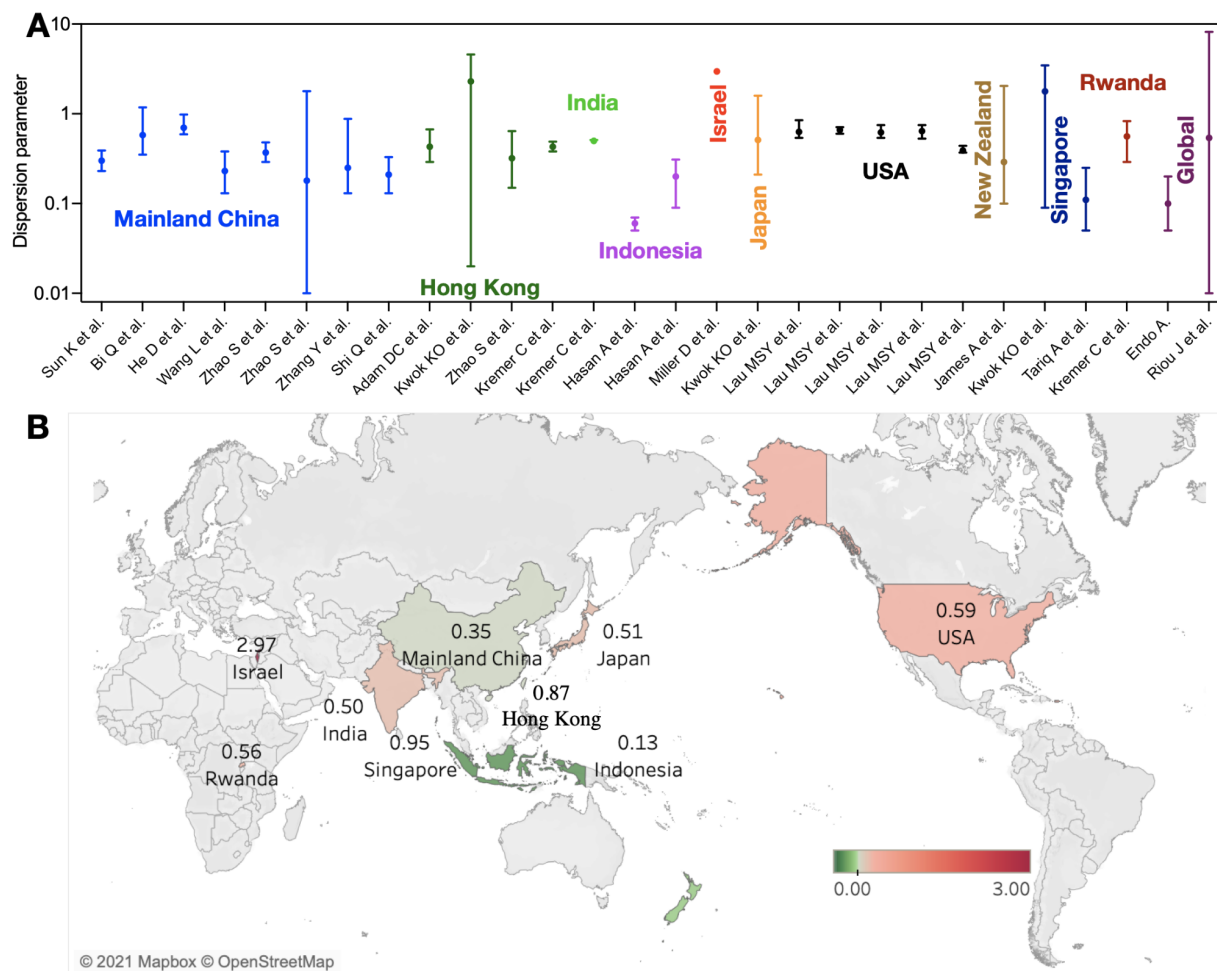 A
Dispersion parameter
10
1
0.1
0.01
Mainland China
Hong Kong
India
Indonesia
Israel
Japan
USA
New Zealand
Singapore
Rwanda
Global
Sun K et al.
Bi Q et al.
He D et al.
Wang L et al.
Zhao S et al.
Zhao S et al.
Zhang Y et al.
Shi Q et al.
Adam DC et al.
Kwok KO et al.
Zhao S et al.
Kremer C et al.
Kremer C et al.
Hasan A et al.
Hasan A et al.
Miller D et al.
Kwok KO et al.
Lau MSY et al.
Lau MSY et al.
Lau MSY et al.
Lau MSY et al.
Lau MSY et al.
James A et al.
Kwok KO et al.
Tariq A et al.
Kremer C et al.
Endo A.
Riou J et al.
B
0.59
USA
0.35
Mainland China
0.51
Japan
2.97
Israel
0.87
Hong Kong
0.50
India
0.95
Singapore
0.13
Indonesia
0.56
Rwanda
0.00
3.00
© 2021 Mapbox © OpenStreetMap